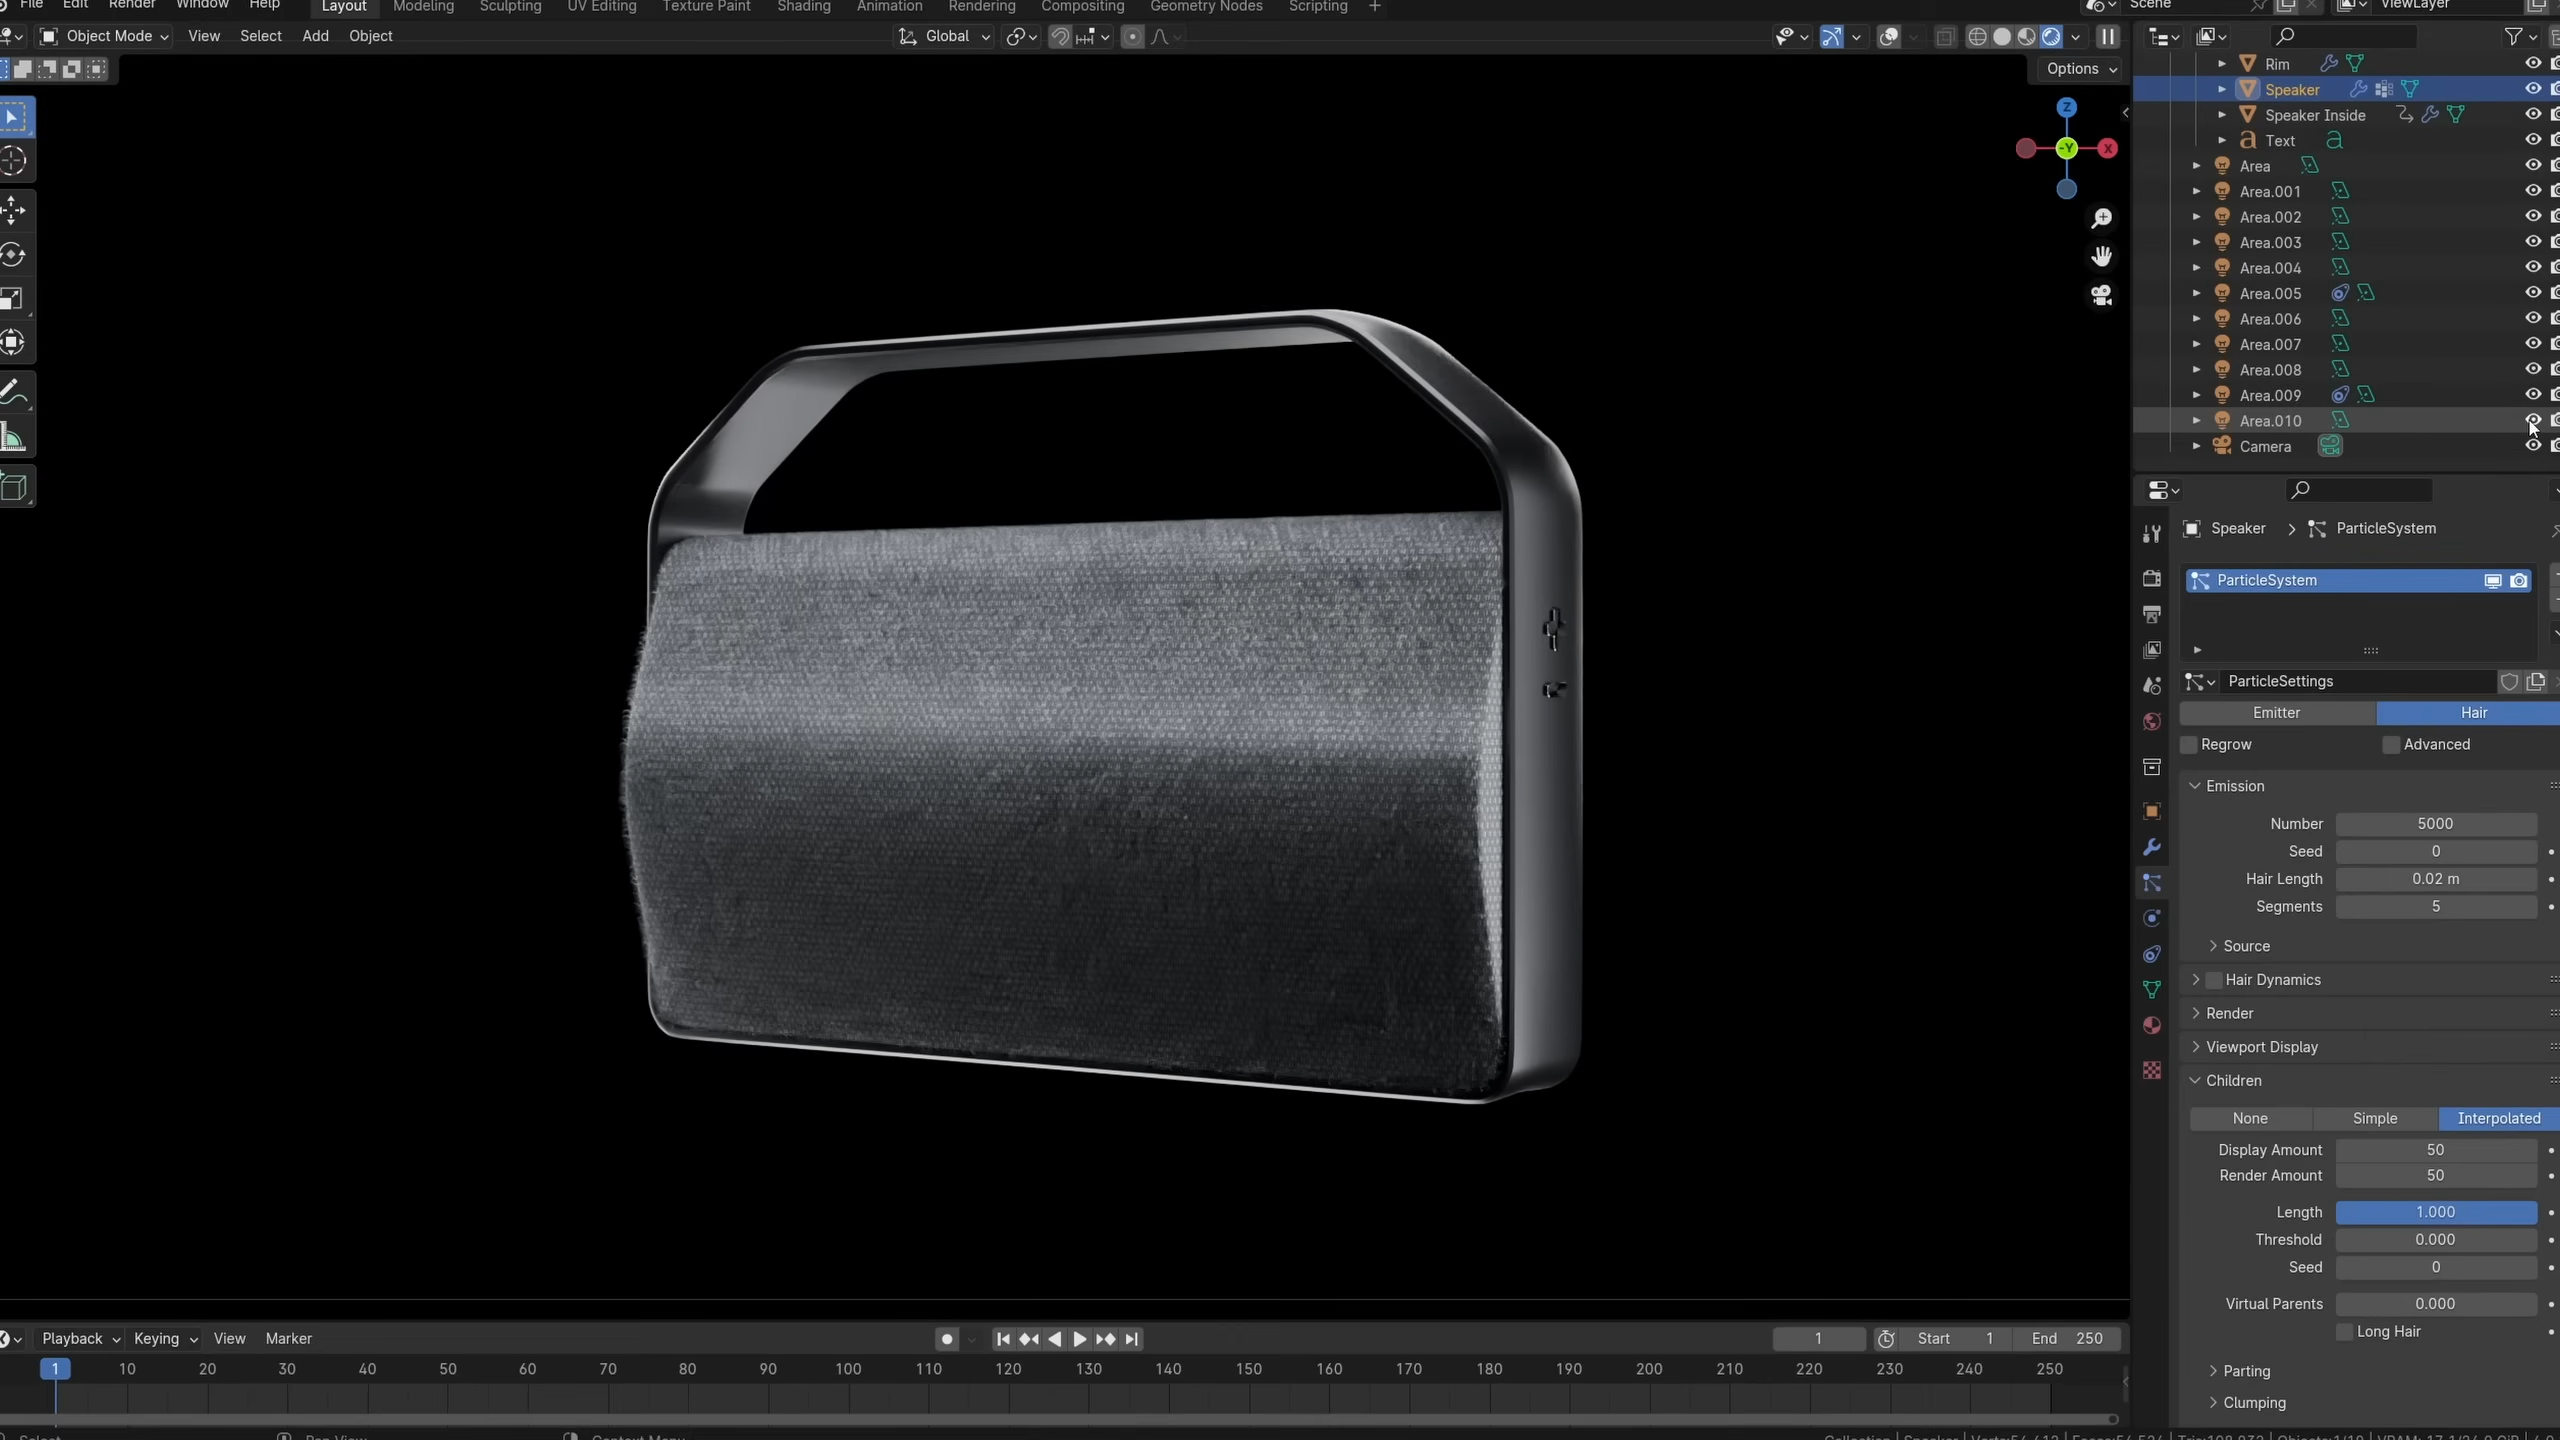 File Edit Render Window Help Layout Modeling Sculpting UV Editing Texture Paint Shading Animation Rendering Compositing Geometry Nodes Scripting + Scene ViewLayer
Object Mode View Select Add Object Global
Options
Z
-Y X
Rim
Speaker
Speaker Inside
Text
Area
Area.001
Area.002
Area.003
Area.004
Area.005
Area.006
Area.007
Area.008
Area.009
Area.010
Camera
Speaker > ParticleSystem
ParticleSystem
ParticleSettings
Emitter Hair
Regrow Advanced
Emission
Number 5000
Seed 0
Hair Length 0.02 m
Segments 5
Source
Hair Dynamics
Render
Viewport Display
Children
None Simple Interpolated
Display Amount 50
Render Amount 50
Length 1.000
Threshold 0.000
Seed 0
Virtual Parents 0.000
Long Hair
Parting
Clumping
Playback Keying View Marker 1 Start 1 End 250
1 10 20 30 40 50 60 70 80 90 100 110 120 130 140 150 160 170 180 190 200 210 220 230 240 250